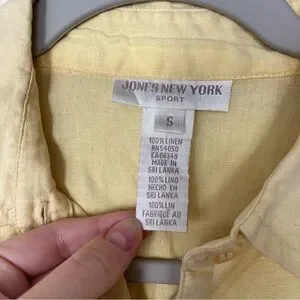 JONES NEW YORK
SPORT
S
100% LINEN
RN54050
CA06349
MADE IN
SRI LANKA
100% LINO
HECHO EN
SRI LANKA
100% LIN
FABRIQUE AU
SRI LANKA